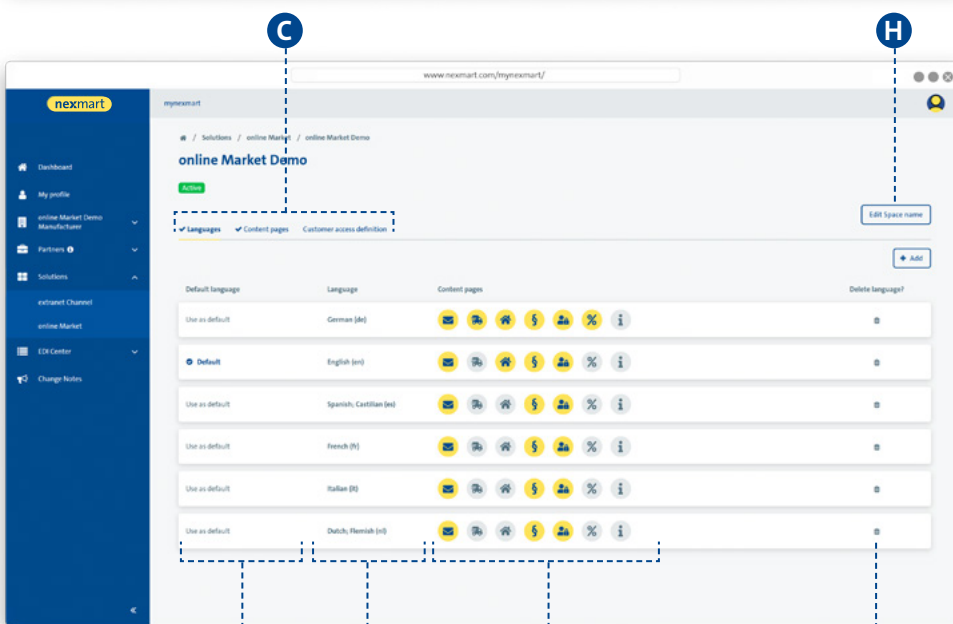 C
H
www.nexmart.com/mynexmart/
nexmart
mynexmart
/ Solutions / online Market / online Market Demo
online Market Demo
Active
Edit Space name
Languages Content pages Customer access definition
+ Add
Dashboard
My profile
online Market Demo
Manufacturer
Partners
Solutions
extranet Channel
online Market
EDI Center
Change Notes
Default language Language Content pages Delete language?
Use as default German (de) § % i
Default English (en) § % i
Use as default Spanish; Castilian (es) § % i
Use as default French (fr) § % i
Use as default Italian (it) § % i
Use as default Dutch; Flemish (nl) § % i
«